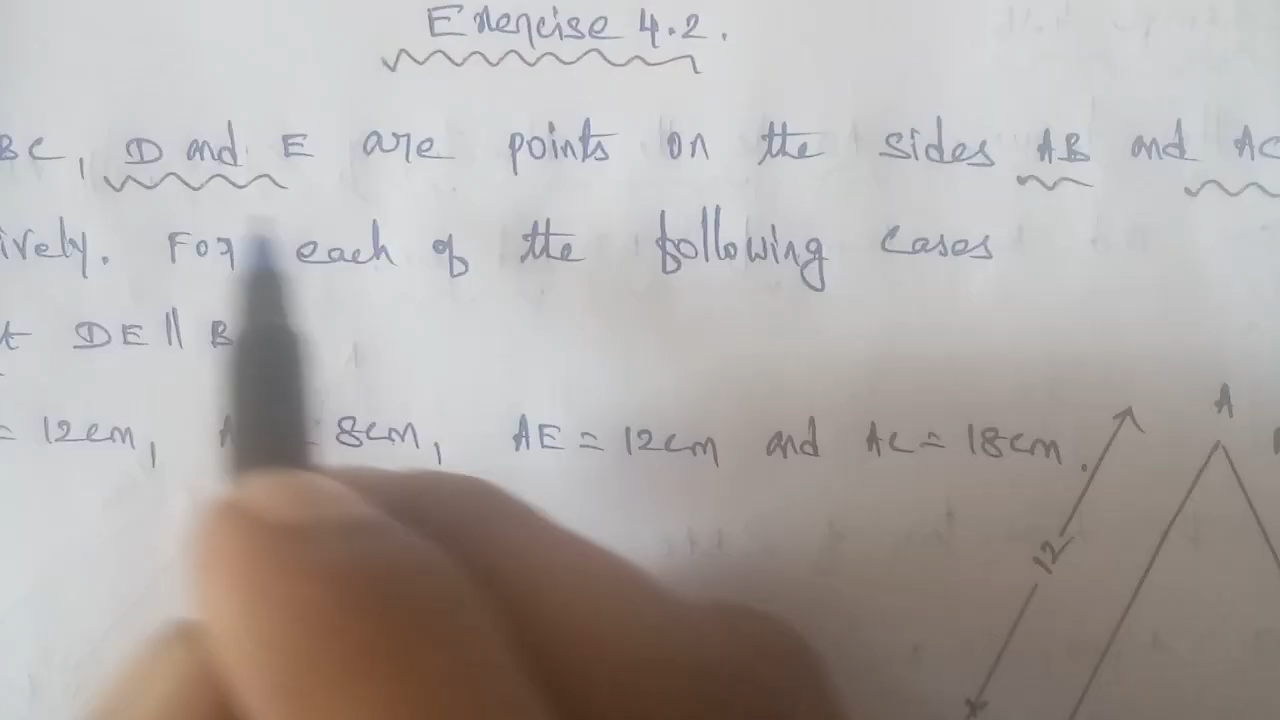 Exercise 4.2.
BC, D and E are points on the sides AB and AC
ively. For each of the following cases
t DE || B
= 12cm, A = 8cm, AE = 12cm and AC = 18cm.
A
12